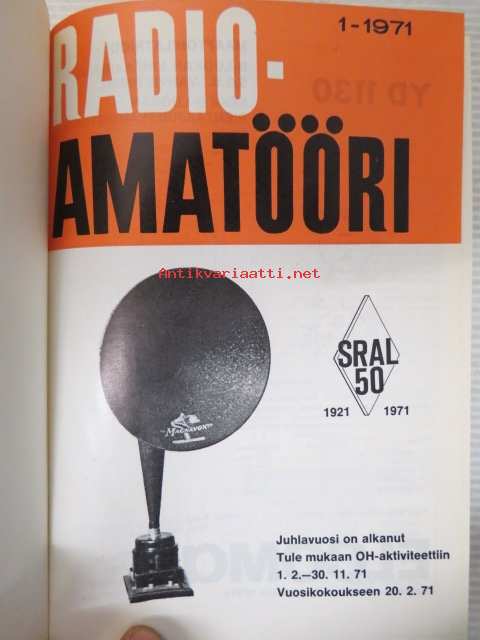 1-1971
RADIO-
AMATÖÖRI
Antikvariaatti.net
MAGNAVOX
SRAL
50
1921 1971
Juhlavuosi on alkanut
Tule mukaan OH-aktiviteettiin
1. 2.—30. 11. 71
Vuosikokoukseen 20. 2. 71